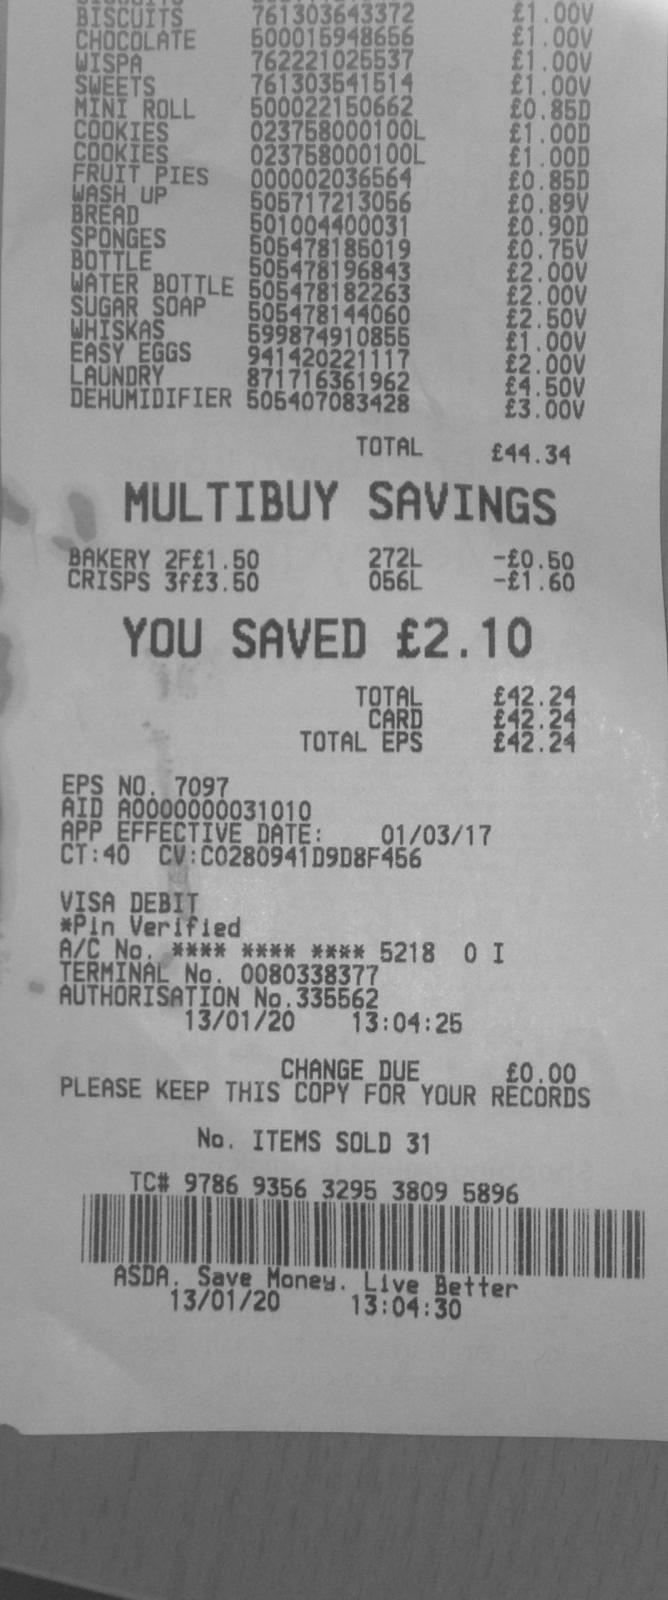 BISCUITS 761303643372 £1.00V
CHOCOLATE 500015948656 £1.00V
WISPA 762221025537 £1.00V
SWEETS 761303541514 £1.00V
MINI ROLL 500022150662 £0.85D
COOKIES 023758000100L £1.00D
COOKIES 023758000100L £1.00D
FRUIT PIES 000002036564 £0.85D
WASH UP 505717213056 £0.89V
BREAD 501004400031 £0.90D
SPONGES 505478185019 £0.75V
BOTTLE 505478196843 £2.00V
WATER BOTTLE 505478182263 £2.00V
SUGAR SOAP 505478144060 £2.50V
WHISKAS 599874910855 £1.00V
EASY EGGS 941420221117 £2.00V
LAUNDRY 871716361962 £4.50V
DEHUMIDIFIER 505407083428 £3.00V
TOTAL £44.34
MULTIBUY SAVINGS
BAKERY 2F£1.50 272L -£0.50
CRISPS 3f£3.50 056L -£1.60
YOU SAVED £2.10
TOTAL £42.24
CARD £42.24
TOTAL EPS £42.24
EPS NO. 7097
AID A0000000031010
APP EFFECTIVE DATE: 01/03/17
CT:40 CV:C0280941D9D8F456
VISA DEBIT
*Pin Verified
A/C No. **** **** **** 5218 0 I
TERMINAL No. 0080338377
AUTHORISATION No.335562
13/01/20 13:04:25
CHANGE DUE £0.00
PLEASE KEEP THIS COPY FOR YOUR RECORDS
No. ITEMS SOLD 31
TC# 9786 9356 3295 3809 5896
ASDA. Save Money. Live Better
13/01/20 13:04:30